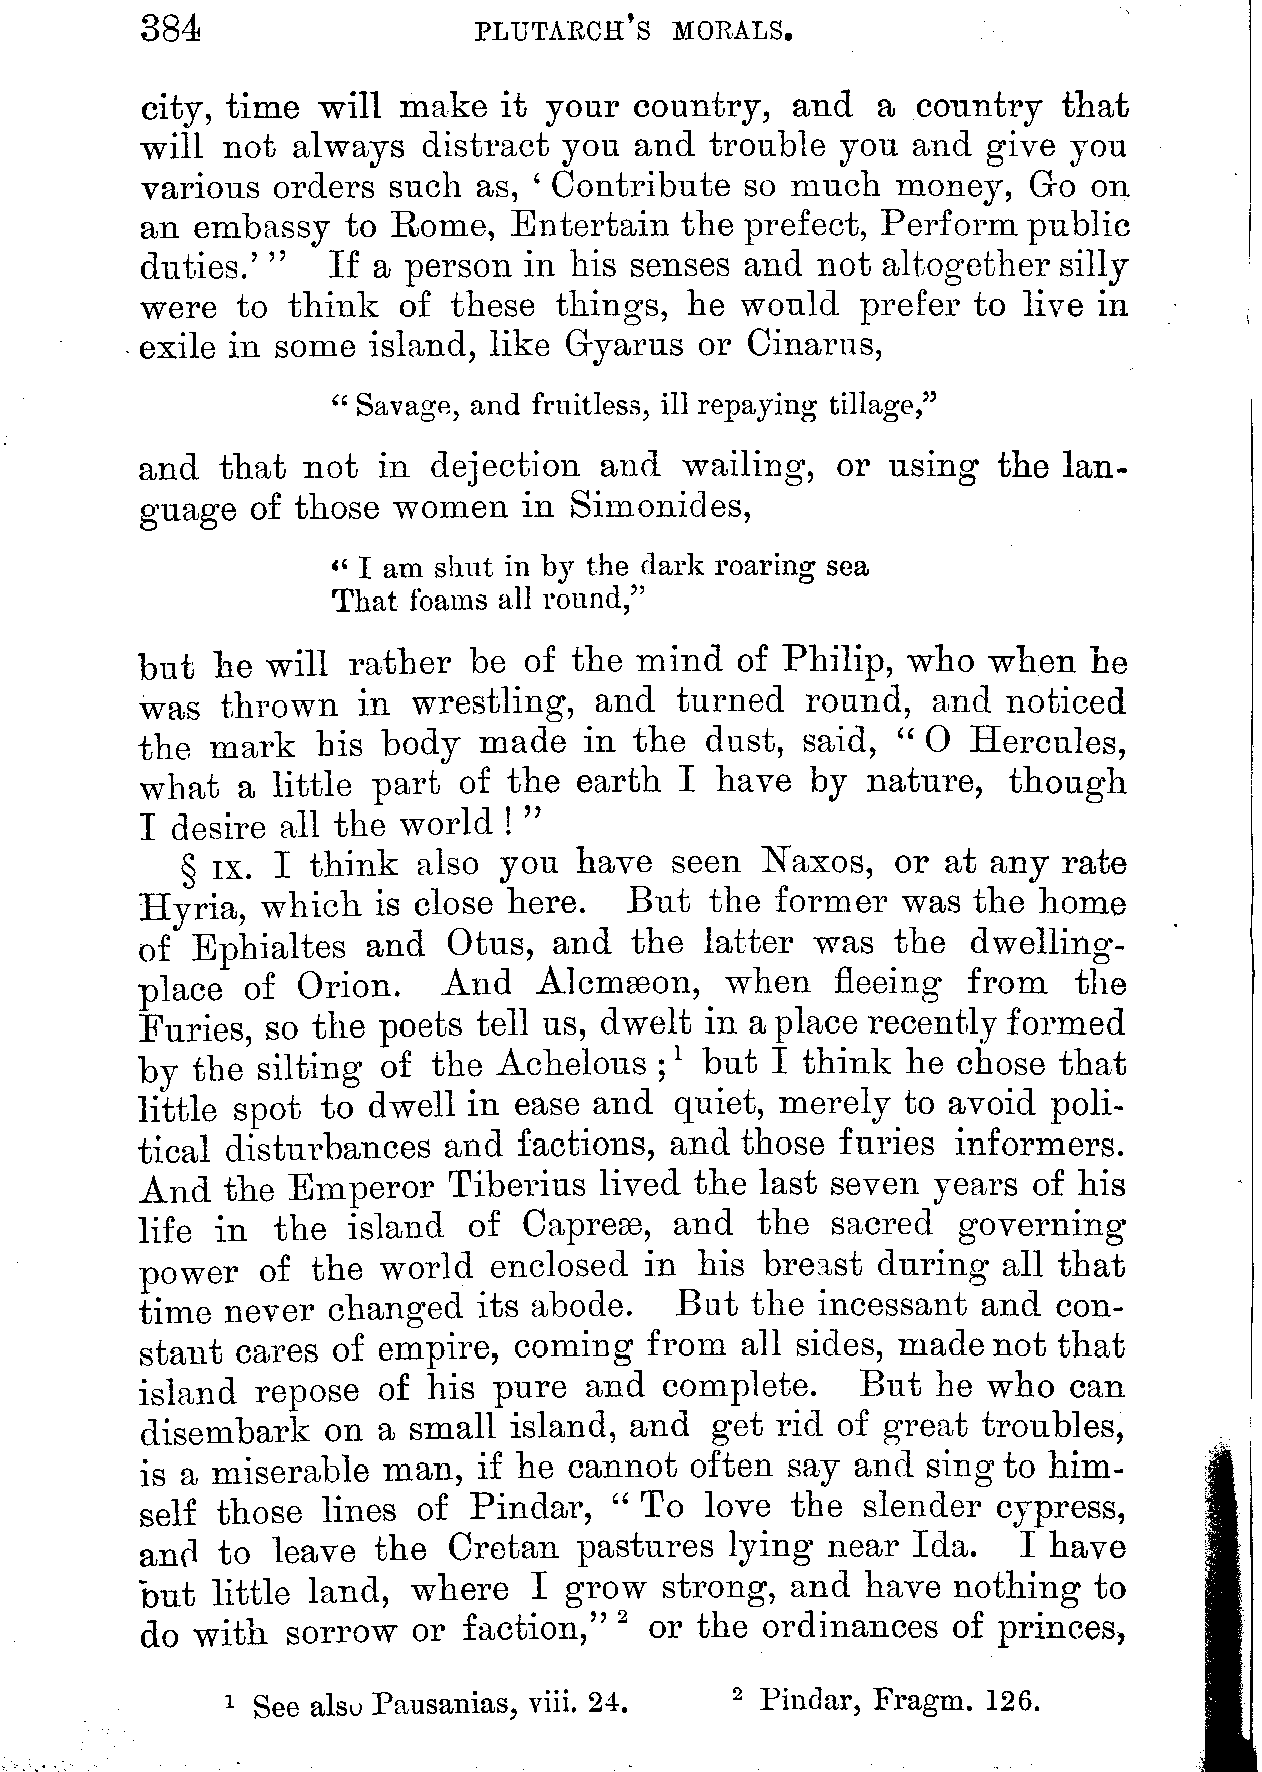 384 PLUTARCH'S MORALS.
city, time will make it your country, and a country that
will not always distract you and trouble you and give you
various orders such as, ‘ Contribute so much money, Go on
an embassy to Rome, Entertain the prefect, Perform public
duties.’ ” If a person in his senses and not altogether silly
were to think of these things, he would prefer to live in
exile in some island, like Gyarus or Cinarus,
“ Savage, and fruitless, ill repaying tillage,”
and that not in dejection and wailing, or using the lan-
guage of those women in Simonides,
“ I am shut in by the dark roaring sea
That foams all round,”
but he will rather be of the mind of Philip, who when he
was thrown in wrestling, and turned round, and noticed
the mark his body made in the dust, said, “ O Hercules,
what a little part of the earth I have by nature, though
I desire all the world ! ”
§ IX. I think also you have seen Naxos, or at any rate
Hyria, which is close here. But the former was the home
of Ephialtes and Otus, and the latter was the dwelling-
place of Orion. And Alcmæon, when fleeing from the
Furies, so the poets tell us, dwelt in a place recently formed
by the silting of the Achelous ;¹ but I think he chose that
little spot to dwell in ease and quiet, merely to avoid poli-
tical disturbances and factions, and those furies informers.
And the Emperor Tiberius lived the last seven years of his
life in the island of Capreæ, and the sacred governing
power of the world enclosed in his breast during all that
time never changed its abode. But the incessant and con-
stant cares of empire, coming from all sides, made not that
island repose of his pure and complete. But he who can
disembark on a small island, and get rid of great troubles,
is a miserable man, if he cannot often say and sing to him-
self those lines of Pindar, “ To love the slender cypress,
and to leave the Cretan pastures lying near Ida. I have
but little land, where I grow strong, and have nothing to
do with sorrow or faction,” ² or the ordinances of princes,
¹ See also Pausanias, viii. 24. ² Pindar, Fragm. 126.